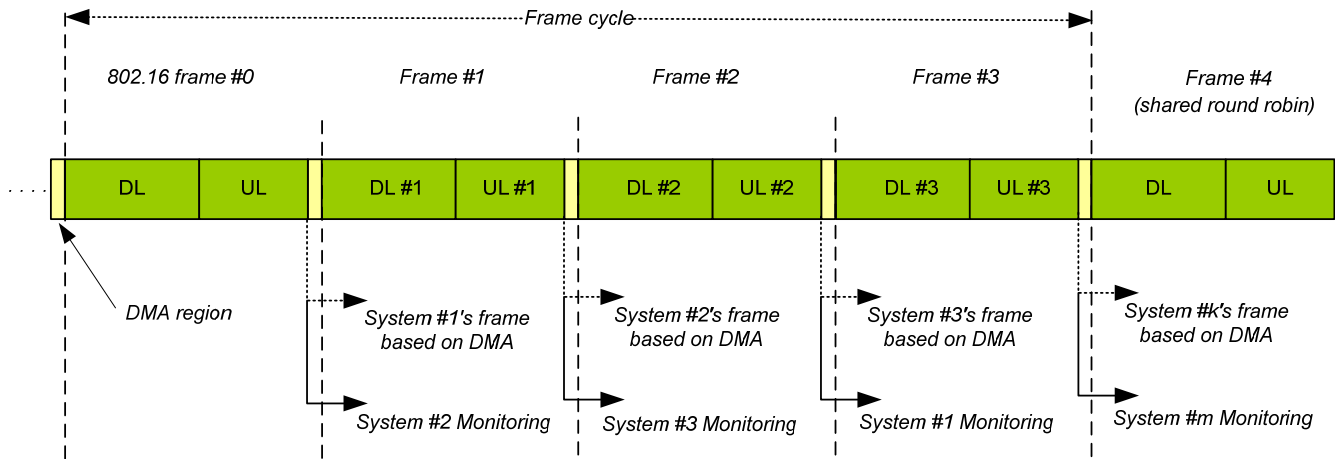 Frame cycle
802.16 frame #0
Frame #1
Frame #2
Frame #3
Frame #4
(shared round robin)
. . . .
DL
UL
DL #1
UL #1
DL #2
UL #2
DL #3
UL #3
DL
UL
DMA region
System #1's frame
based on DMA
System #2's frame
based on DMA
System #3's frame
based on DMA
System #k's frame
based on DMA
System #2 Monitoring
System #3 Monitoring
System #1 Monitoring
System #m Monitoring